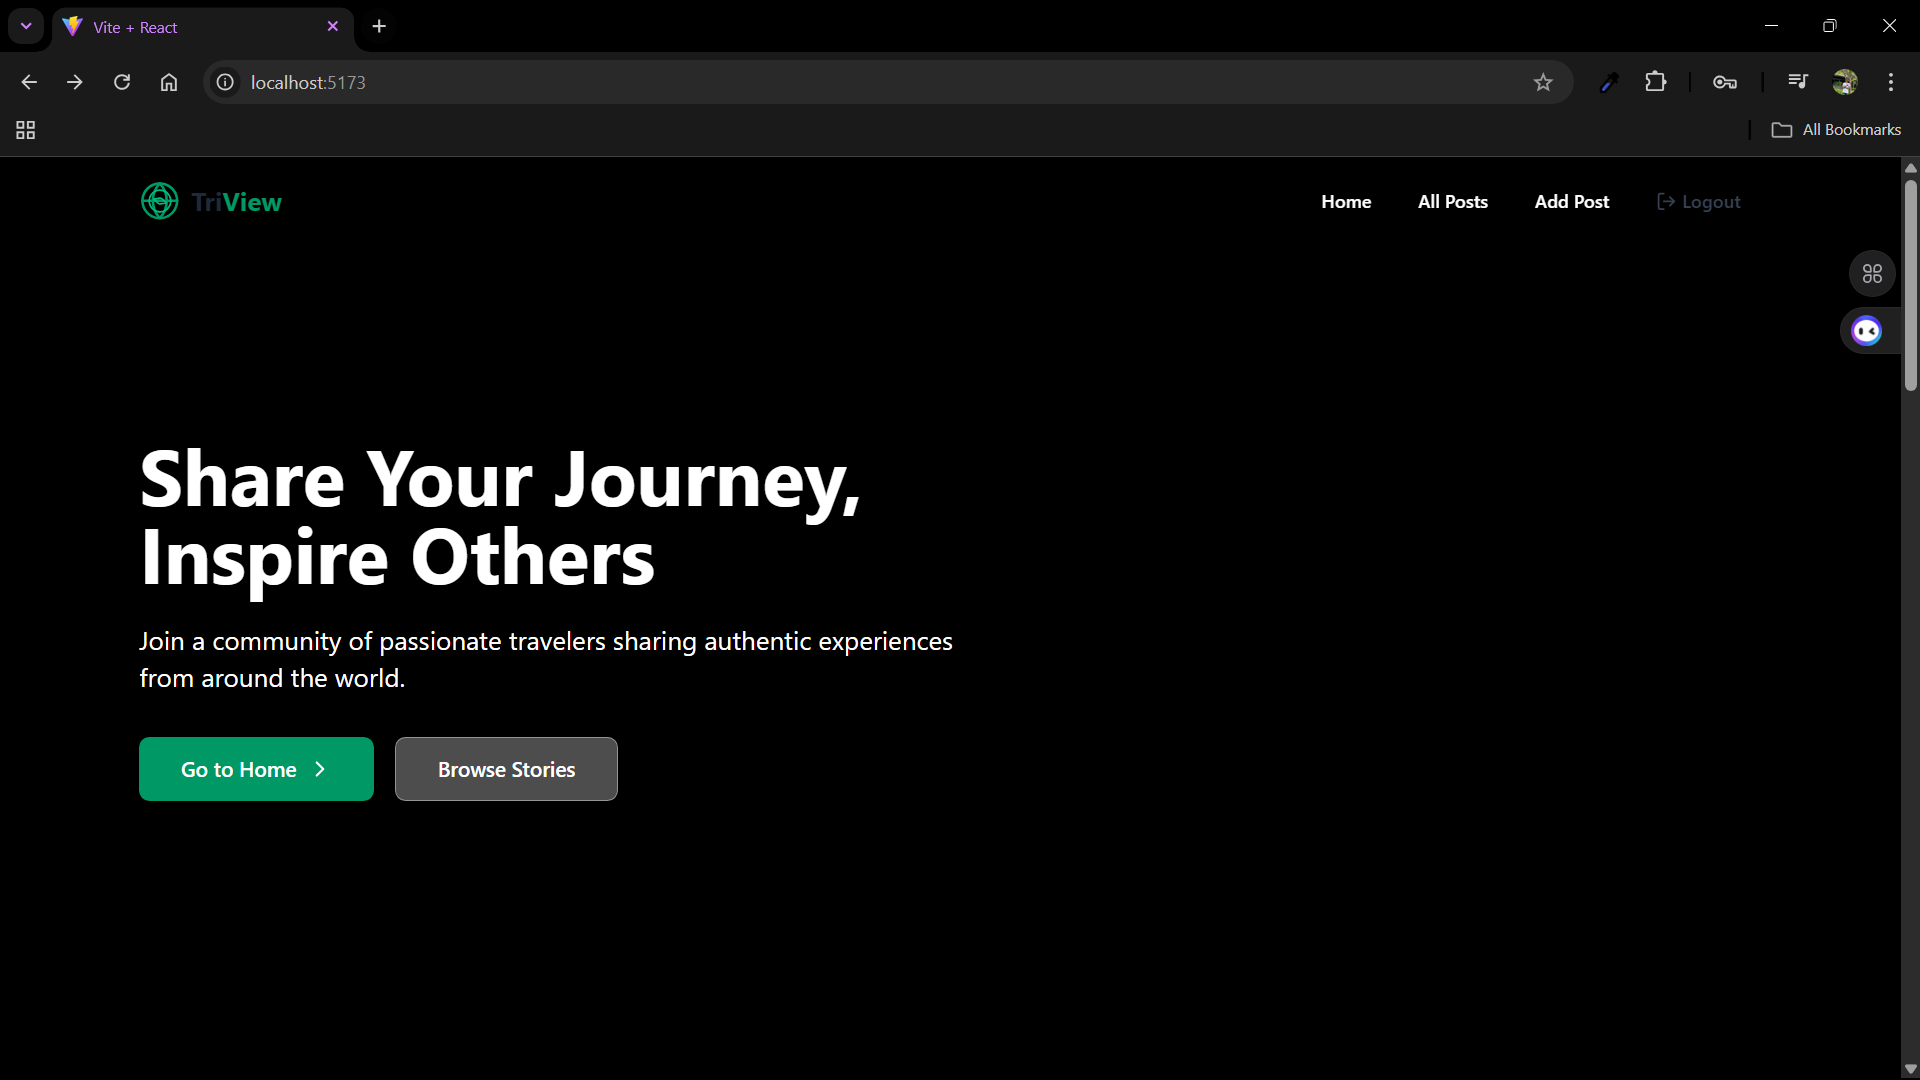 Vite + React
localhost:5173
All Bookmarks
TriView
Home
All Posts
Add Post
Logout
Share Your Journey,
Inspire Others
Join a community of passionate travelers sharing authentic experiences
from around the world.
Go to Home
Browse Stories